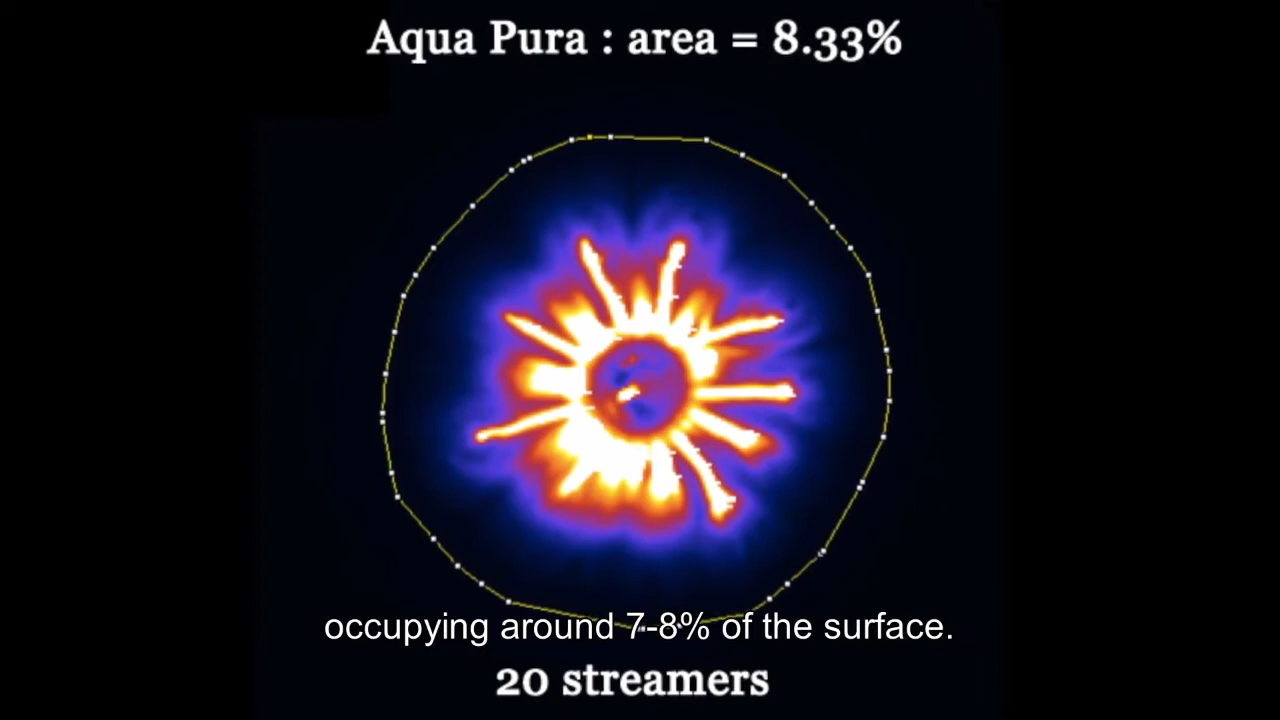 Aqua Pura : area = 8.33%
occupying around 7-8% of the surface.
20 streamers